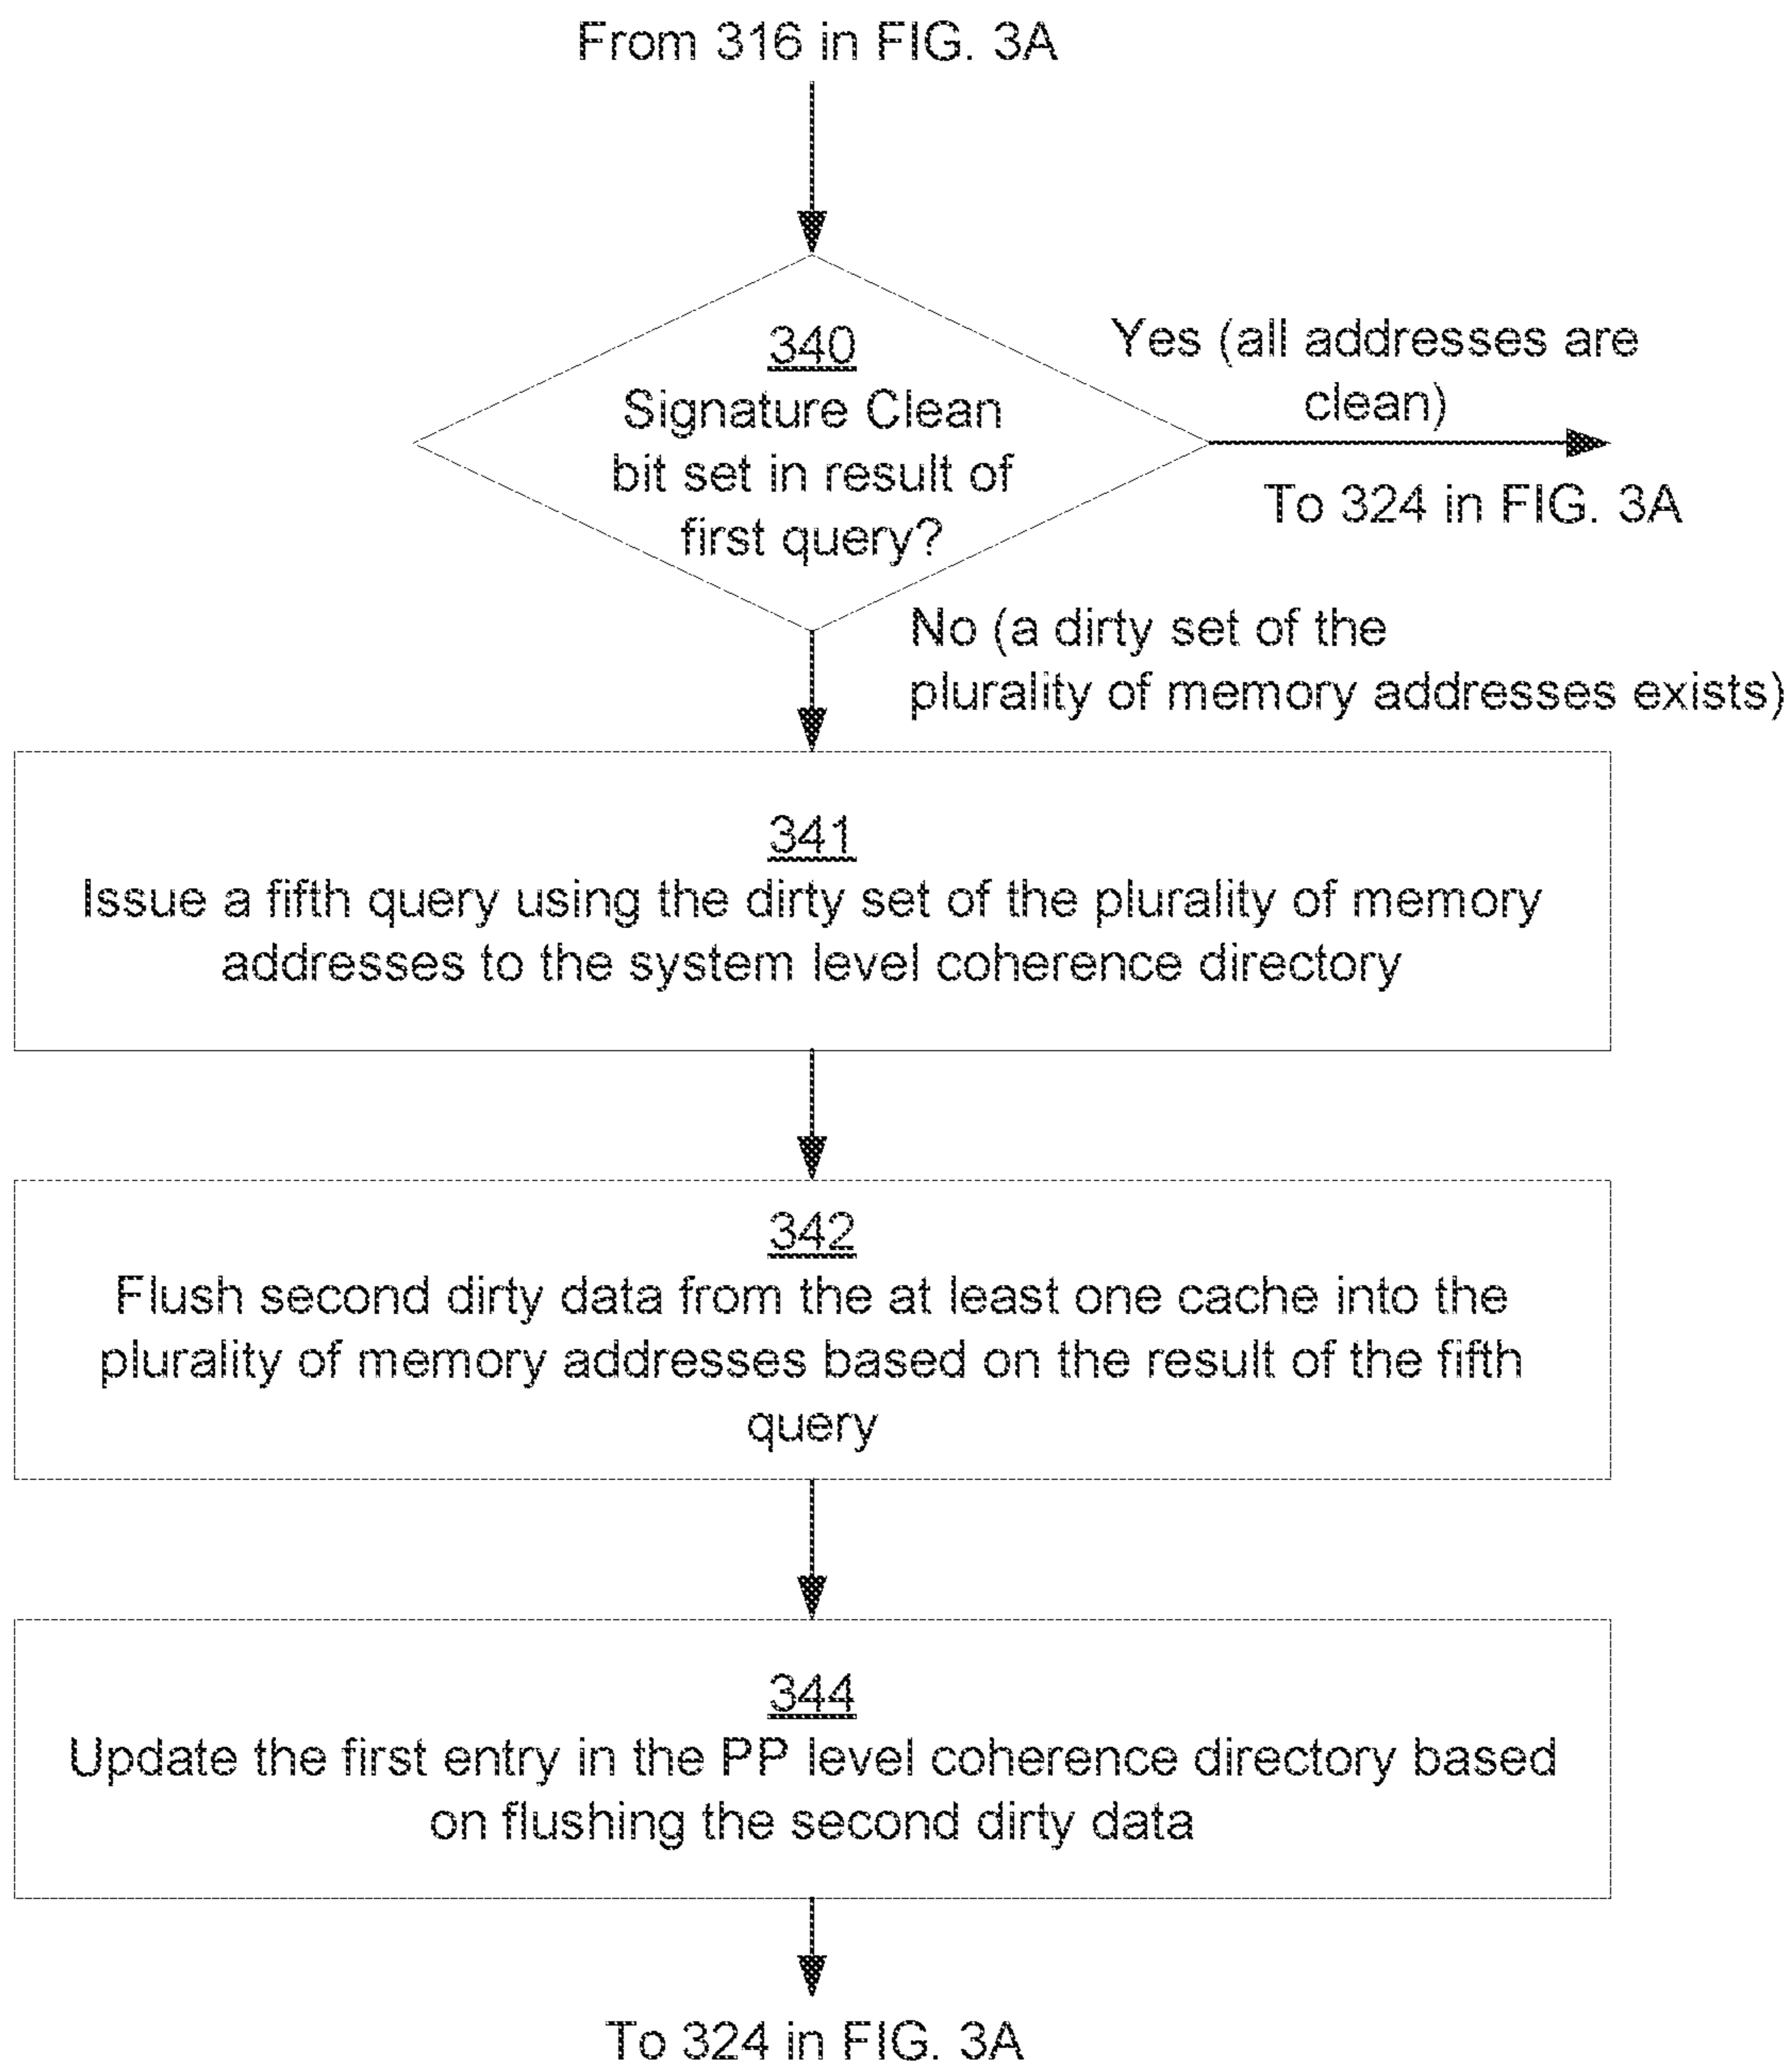 From 316 in FIG. 3A
340
Signature Clean
bit set in result of
first query?
Yes (all addresses are
clean)
To 324 in FIG. 3A
No (a dirty set of the
plurality of memory addresses exists)
341
Issue a fifth query using the dirty set of the plurality of memory
addresses to the system level coherence directory
342
Flush second dirty data from the at least one cache into the
plurality of memory addresses based on the result of the fifth
query
344
Update the first entry in the PP level coherence directory based
on flushing the second dirty data
To 324 in FIG. 3A